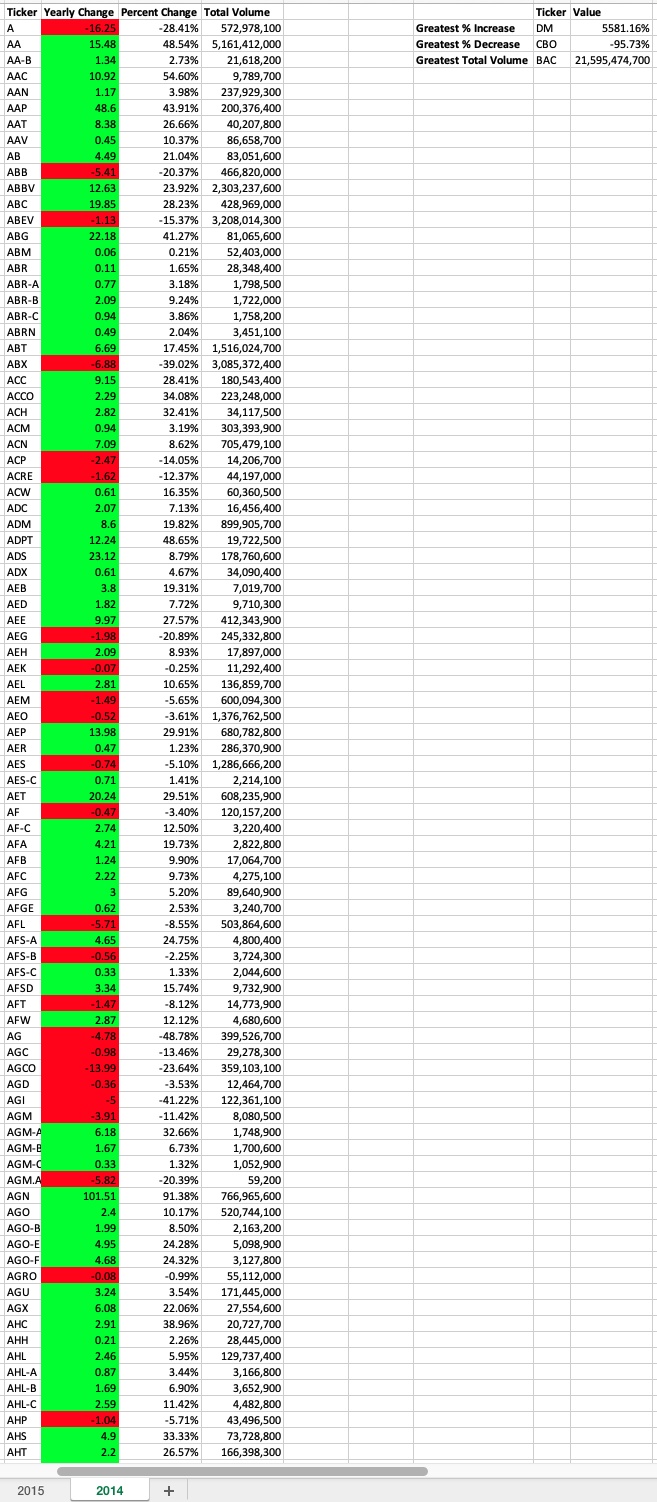 Ticker Yearly Change Percent Change Total Volume Ticker Value
A -16.25 -28.41% 572,978,100 Greatest % Increase DM 5581.16%
AA 15.48 48.54% 5,161,412,000 Greatest % Decrease CBO -95.73%
AA-B 1.34 2.73% 21,618,200 Greatest Total Volume BAC 21,595,474,700
AAC 10.92 54.60% 9,789,700
AAN 1.17 3.98% 237,929,300
AAP 48.6 43.91% 200,376,400
AAT 8.38 26.66% 40,207,800
AAV 0.45 10.37% 86,658,700
AB 4.49 21.04% 83,051,600
ABB -5.41 -20.37% 466,820,000
ABBV 12.63 23.92% 2,303,237,600
ABC 19.85 28.23% 428,969,000
ABEV -1.13 -15.37% 3,208,014,300
ABG 22.18 41.27% 81,065,600
ABM 0.06 0.21% 52,403,000
ABR 0.11 1.65% 28,348,400
ABR-A 0.77 3.18% 1,798,500
ABR-B 2.09 9.24% 1,722,000
ABR-C 0.94 3.86% 1,758,200
ABRN 0.49 2.04% 3,451,100
ABT 6.69 17.45% 1,516,024,700
ABX -6.88 -39.02% 3,085,372,400
ACC 9.15 28.41% 180,543,400
ACCO 2.29 34.08% 223,248,000
ACH 2.82 32.41% 34,117,500
ACM 0.94 3.19% 303,393,900
ACN 7.09 8.62% 705,479,100
ACP -2.47 -14.05% 14,206,700
ACRE -1.62 -12.37% 44,197,000
ACW 0.61 16.35% 60,360,500
ADC 2.07 7.13% 16,456,400
ADM 8.6 19.82% 899,905,700
ADPT 12.24 48.65% 19,722,500
ADS 23.12 8.79% 178,760,600
ADX 0.61 4.67% 34,090,400
AEB 3.8 19.31% 7,019,700
AED 1.82 7.72% 9,710,300
AEE 9.97 27.57% 412,343,900
AEG -1.98 -20.89% 245,332,800
AEH 2.09 8.93% 17,897,000
AEK -0.07 -0.25% 11,292,400
AEL 2.81 10.65% 136,859,700
AEM -1.49 -5.65% 600,094,300
AEO -0.52 -3.61% 1,376,762,500
AEP 13.98 29.91% 680,782,800
AER 0.47 1.23% 286,370,900
AES -0.74 -5.10% 1,286,666,200
AES-C 0.71 1.41% 2,214,100
AET 20.24 29.51% 608,235,900
AF -0.47 -3.40% 120,157,200
AF-C 2.74 12.50% 3,220,400
AFA 4.21 19.73% 2,822,800
AFB 1.24 9.90% 17,064,700
AFC 2.22 9.73% 4,275,100
AFG 3 5.20% 89,640,900
AFGE 0.62 2.53% 3,240,700
AFL -5.71 -8.55% 503,864,600
AFS-A 4.65 24.75% 4,800,400
AFS-B -0.56 -2.25% 3,724,300
AFS-C 0.33 1.33% 2,044,600
AFSD 3.34 15.74% 9,732,900
AFT -1.47 -8.12% 14,773,900
AFW 2.87 12.12% 4,680,600
AG -4.78 -48.78% 399,526,700
AGC -0.98 -13.46% 29,278,300
AGCO -13.99 -23.64% 359,103,100
AGD -0.36 -3.53% 12,464,700
AGI -5 -41.22% 122,361,100
AGM -3.91 -11.42% 8,080,500
AGM-A 6.18 32.66% 1,748,900
AGM-B 1.67 6.73% 1,700,600
AGM-C 0.33 1.32% 1,052,900
AGM.A -5.82 -20.39% 59,200
AGN 101.51 91.38% 766,965,600
AGO 2.4 10.17% 520,744,100
AGO-B 1.99 8.50% 2,163,200
AGO-E 4.95 24.28% 5,098,900
AGO-F 4.68 24.32% 3,127,800
AGRO -0.08 -0.99% 55,112,000
AGU 3.24 3.54% 171,445,000
AGX 6.08 22.06% 27,554,600
AHC 2.91 38.96% 20,727,700
AHH 0.21 2.26% 28,445,000
AHL 2.46 5.95% 129,737,400
AHL-A 0.87 3.44% 3,166,800
AHL-B 1.69 6.90% 3,652,900
AHL-C 2.59 11.42% 4,482,800
AHP -1.04 -5.71% 43,496,500
AHS 4.9 33.33% 73,728,800
AHT 2.2 26.57% 166,398,300
2015 2014 +